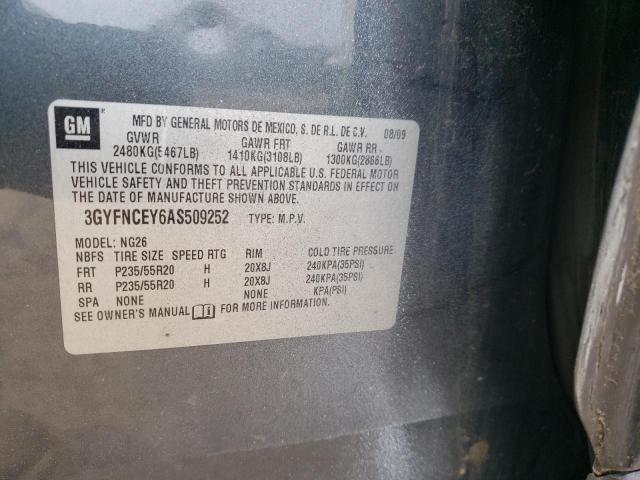 GM ®
MFD BY GENERAL MOTORS DE MEXICO, S. DE R.L. DE C.V. 08/09
GVWR GAWR FRT GAWR RR
2480KG(5467LB) 1410KG(3108LB) 1300KG(2866LB)
THIS VEHICLE CONFORMS TO ALL APPLICABLE U.S. FEDERAL MOTOR
VEHICLE SAFETY AND THEFT PREVENTION STANDARDS IN EFFECT ON
THE DATE OF MANUFACTURE SHOWN ABOVE.
3GYFNCEY6AS509252 TYPE: M.P.V.
MODEL: NG26
NBFS TIRE SIZE SPEED RTG RIM COLD TIRE PRESSURE
FRT P235/55R20 H 20X8J 240KPA(35PSI)
RR P235/55R20 H 20X8J 240KPA(35PSI)
SPA NONE NONE KPA(PSI)
SEE OWNER'S MANUAL FOR MORE INFORMATION.